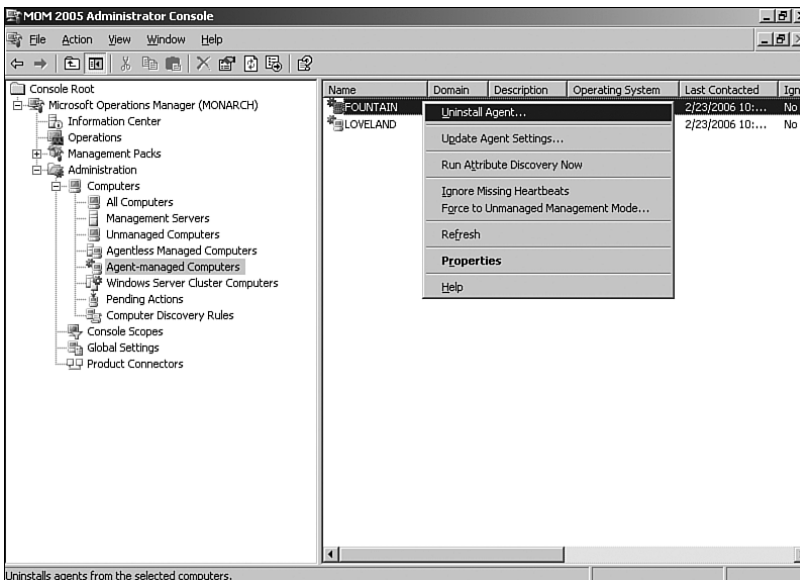 MOM 2005 Administrator Console
File Action View Window Help
Console Root
Microsoft Operations Manager (MONARCH)
Information Center
Operations
Management Packs
Administration
Computers
All Computers
Management Servers
Unmanaged Computers
Agentless Managed Computers
Agent-managed Computers
Windows Server Cluster Computers
Pending Actions
Computer Discovery Rules
Console Scopes
Global Settings
Product Connectors
Name Domain Description Operating System Last Contacted Ign
FOUNTAIN 2/23/2006 10:... No
LOVELAND 2/23/2006 10:... No
Uninstall Agent...
Update Agent Settings...
Run Attribute Discovery Now
Ignore Missing Heartbeats
Force to Unmanaged Management Mode...
Refresh
Properties
Help
Uninstalls agents from the selected computers.